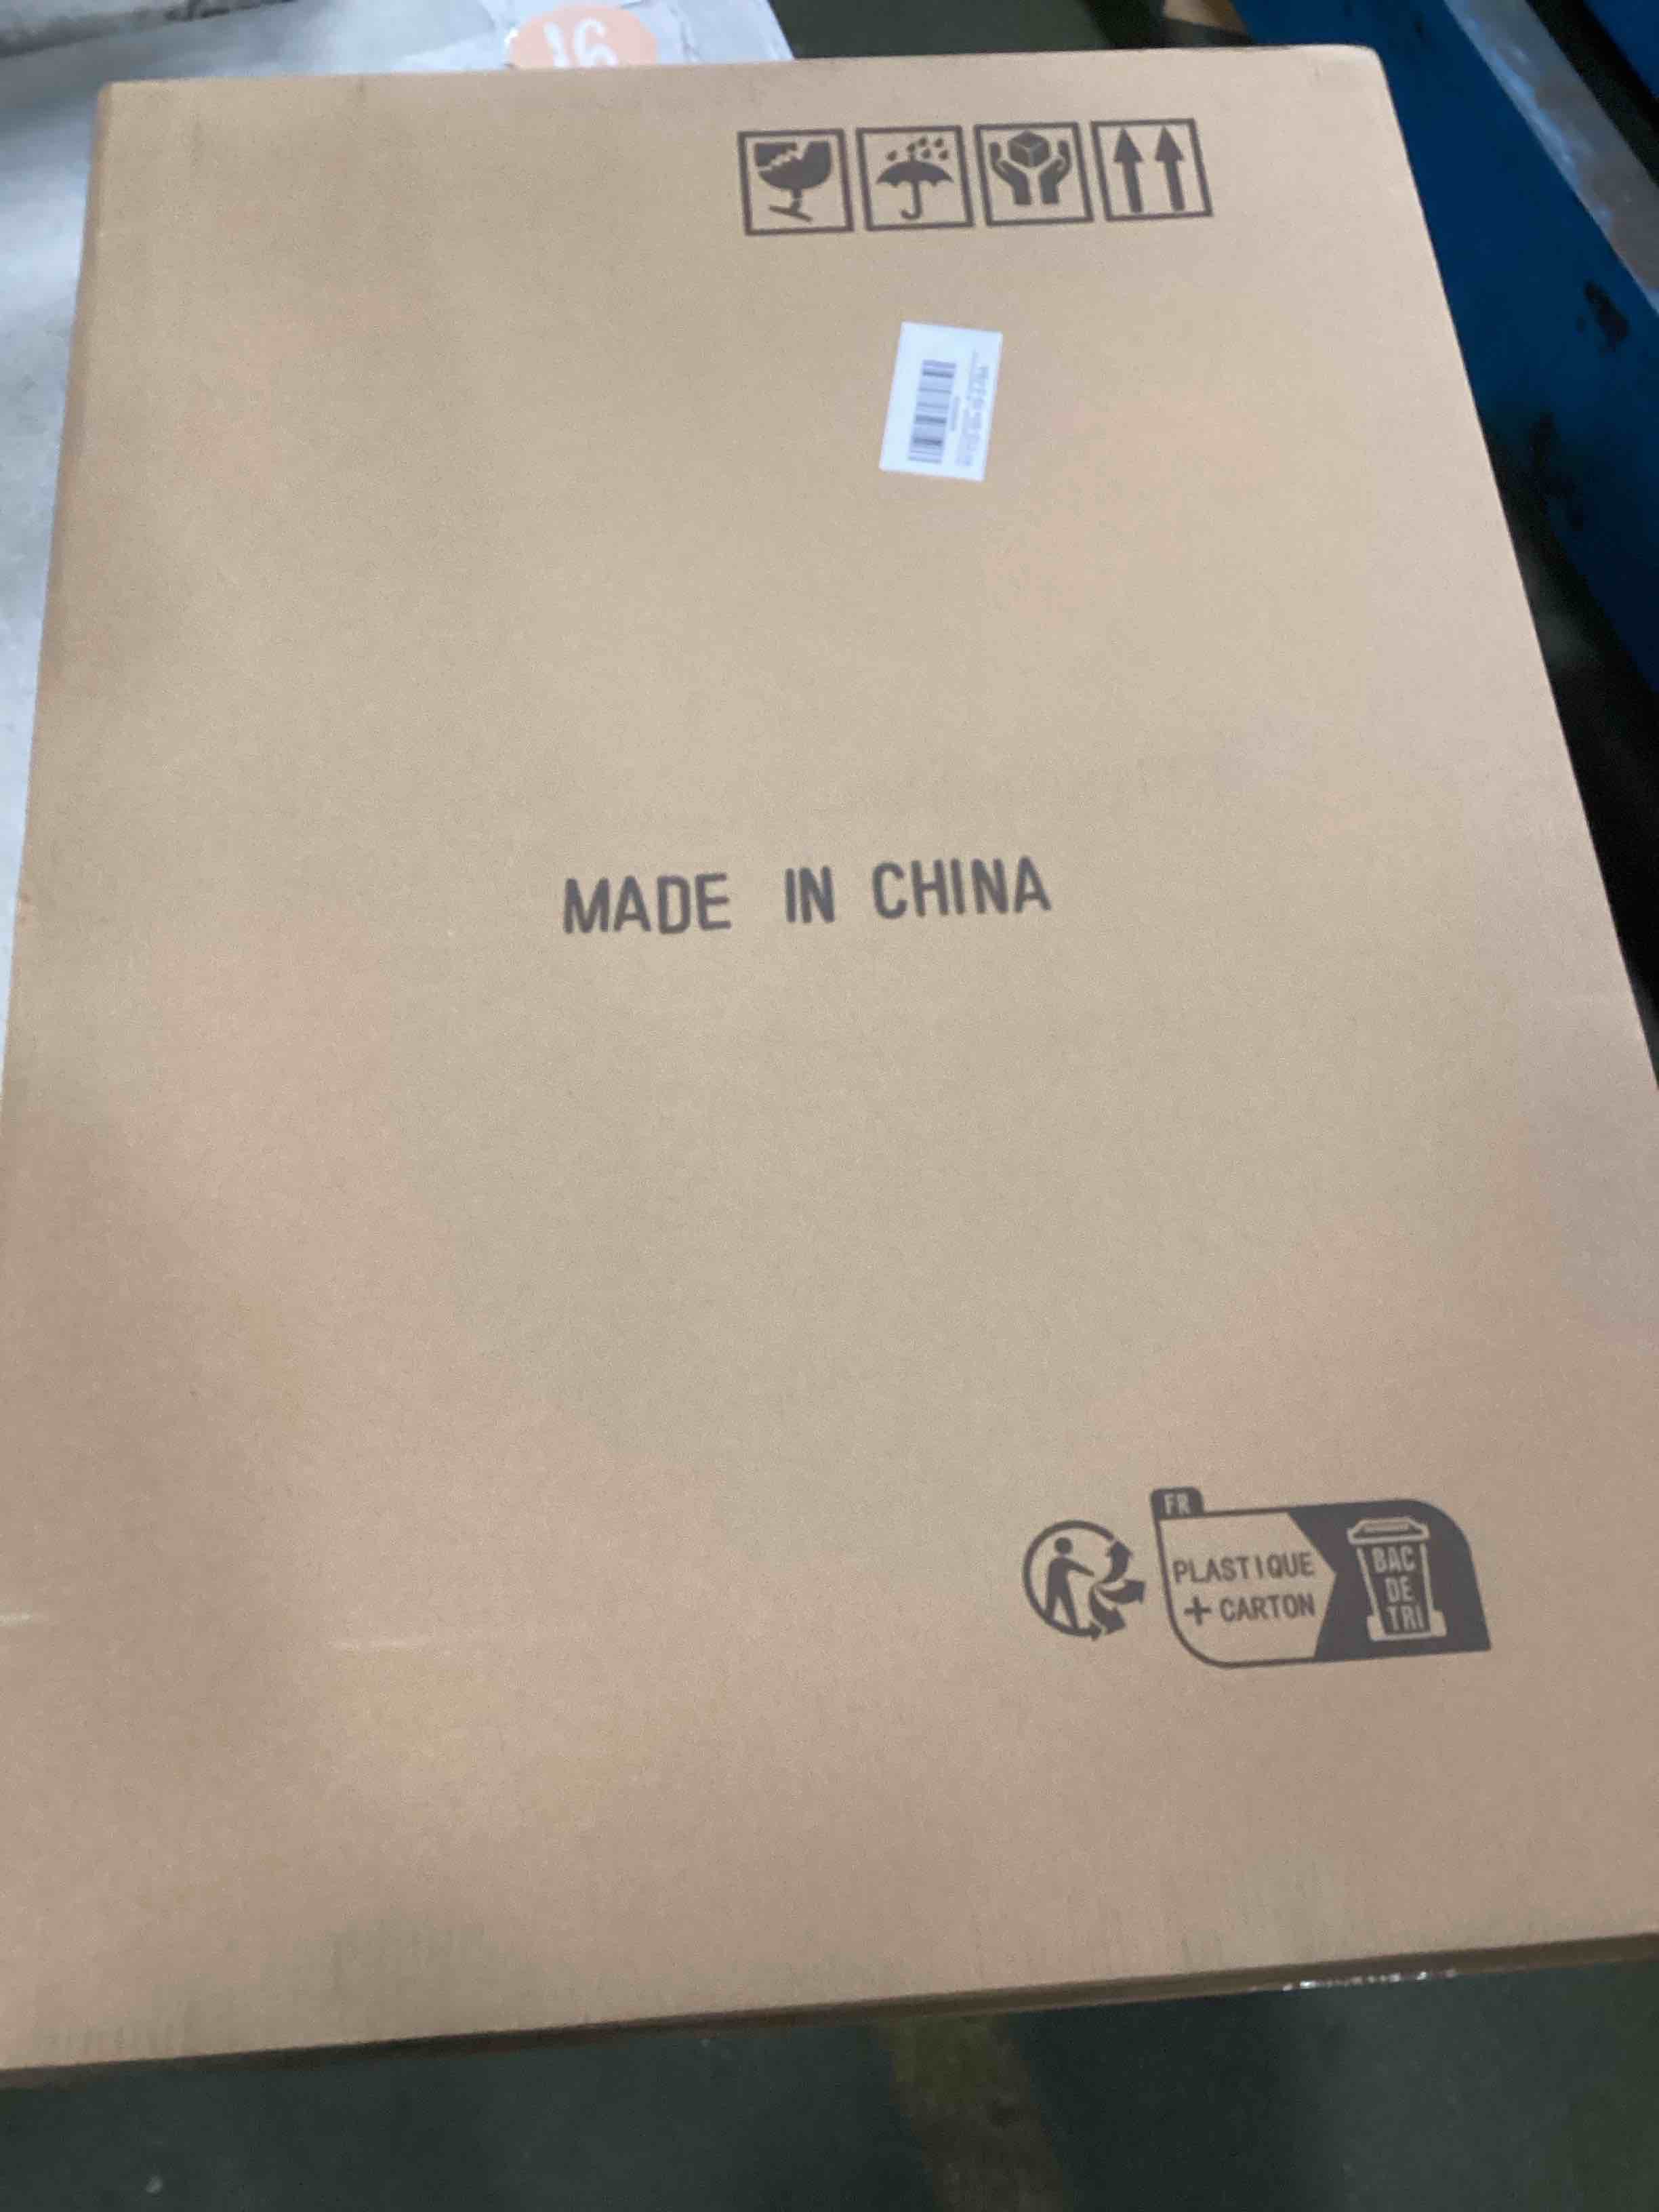 MADE IN CHINA
FR
PLASTIQUE
+ CARTON
BAC
DE
TRI